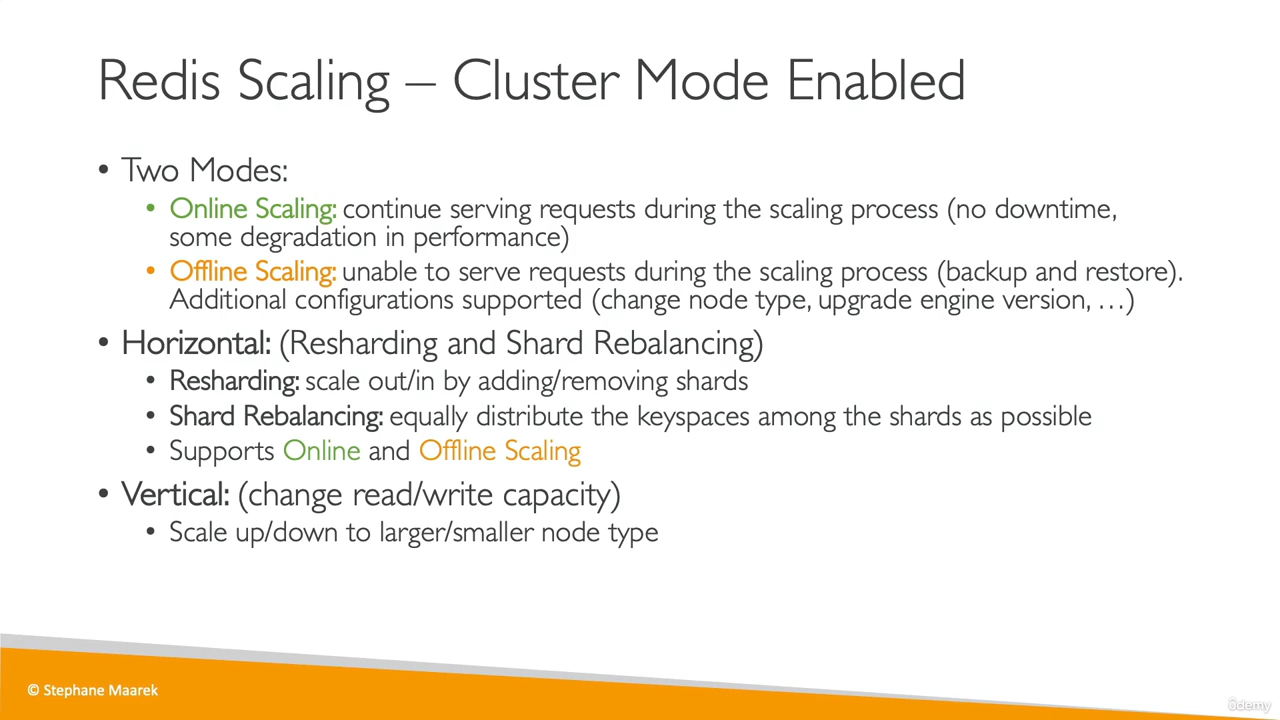 Redis Scaling – Cluster Mode Enabled
• Two Modes:
• Online Scaling: continue serving requests during the scaling process (no downtime,
some degradation in performance)
• Offline Scaling: unable to serve requests during the scaling process (backup and restore).
Additional configurations supported (change node type, upgrade engine version, …)
• Horizontal: (Resharding and Shard Rebalancing)
• Resharding: scale out/in by adding/removing shards
• Shard Rebalancing: equally distribute the keyspaces among the shards as possible
• Supports Online and Offline Scaling
• Vertical: (change read/write capacity)
• Scale up/down to larger/smaller node type
© Stephane Maarek
ûdemy